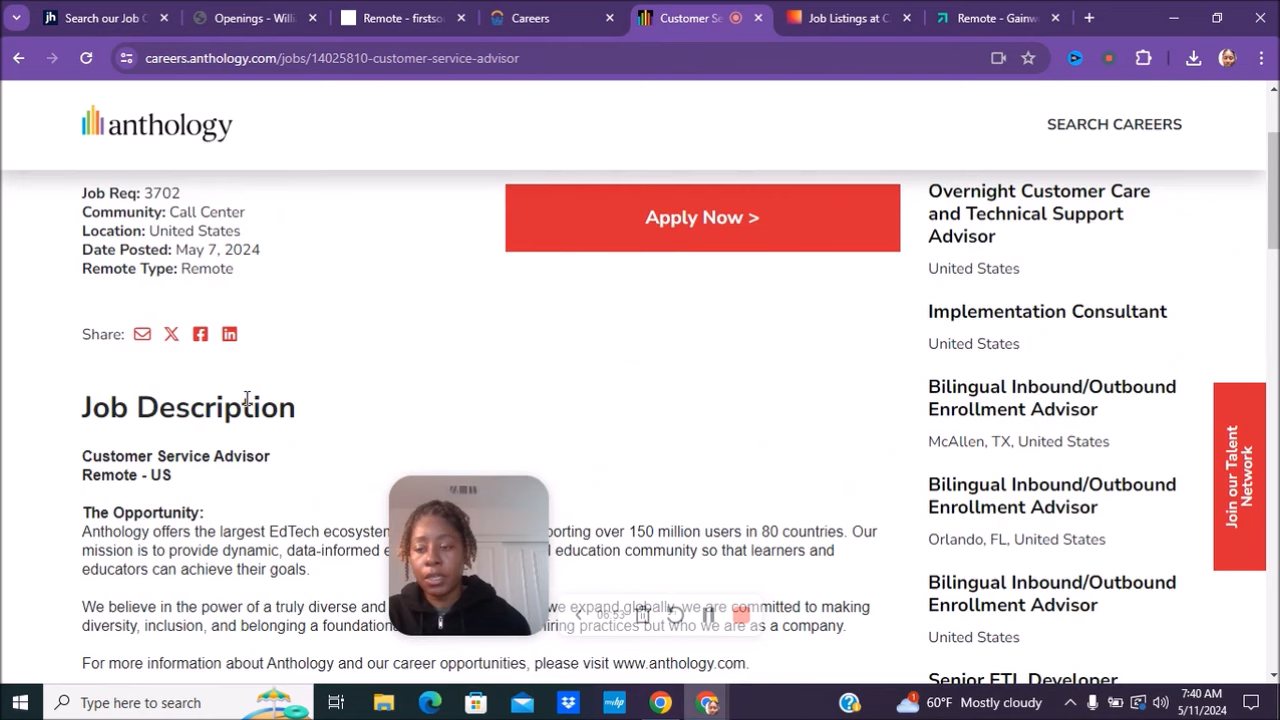 Search our Job C
Openings - Willi
Remote - firstso
Careers
Customer Se
Job Listings at C
Remote - Gainw
careers.anthology.com/jobs/14025810-customer-service-advisor
anthology
SEARCH CAREERS
Job Req: 3702
Community: Call Center
Location: United States
Date Posted: May 7, 2024
Remote Type: Remote
Apply Now >
Share:
Job Description
Customer Service Advisor
Remote - US
The Opportunity:
Anthology offers the largest EdTech ecosystem porting over 150 million users in 80 countries. Our
mission is to provide dynamic, data-informed e education community so that learners and
educators can achieve their goals.
We believe in the power of a truly diverse and we expand globally, we are committed to making
diversity, inclusion, and belonging a foundation iring practices but who we are as a company.
For more information about Anthology and our career opportunities, please visit www.anthology.com.
06:53
Overnight Customer Care
and Technical Support
Advisor
United States
Implementation Consultant
United States
Bilingual Inbound/Outbound
Enrollment Advisor
McAllen, TX, United States
Bilingual Inbound/Outbound
Enrollment Advisor
Orlando, FL, United States
Bilingual Inbound/Outbound
Enrollment Advisor
United States
Senior ETL Developer
Join our Talent
Network
Type here to search
60°F Mostly cloudy
7:40 AM
5/11/2024